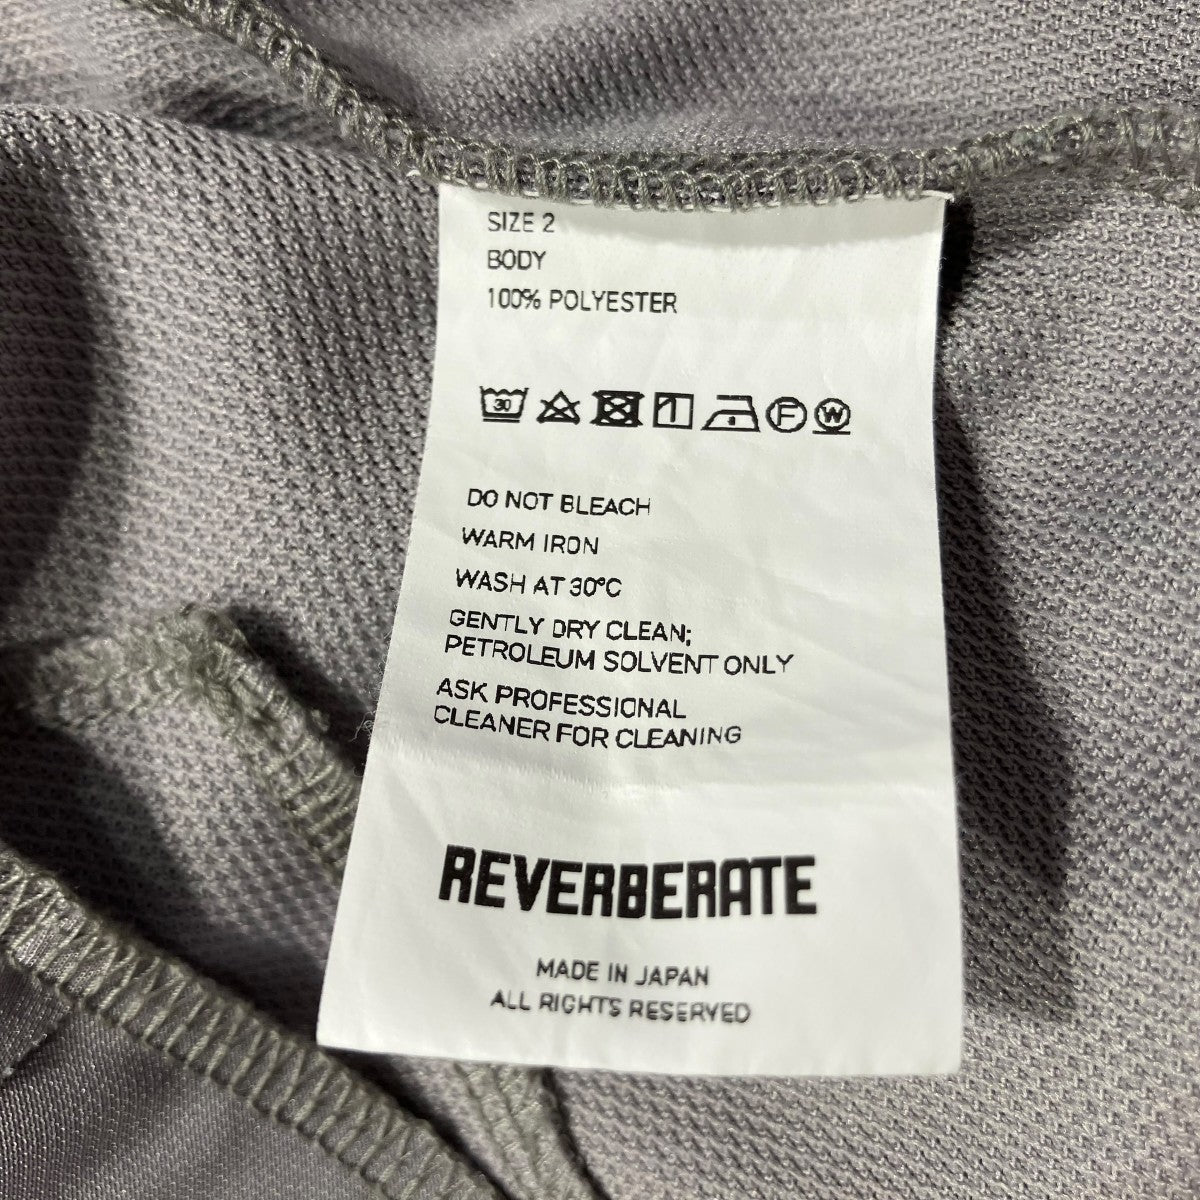 SIZE 2
BODY
100% POLYESTER
30 F W
DO NOT BLEACH
WARM IRON
WASH AT 30°C
GENTLY DRY CLEAN;
PETROLEUM SOLVENT ONLY
ASK PROFESSIONAL
CLEANER FOR CLEANING
REVERBERATE
MADE IN JAPAN
ALL RIGHTS RESERVED